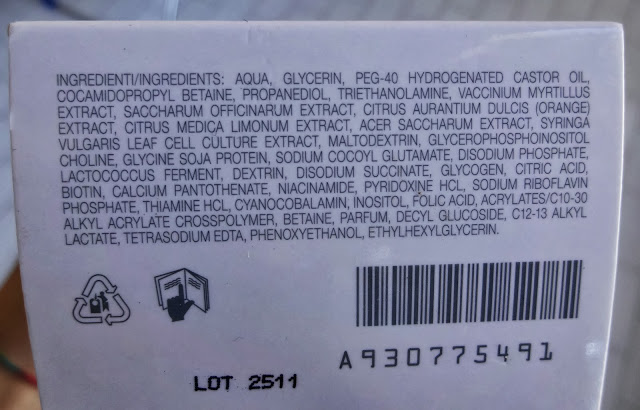 INGREDIENTI/INGREDIENTS: AQUA, GLYCERIN, PEG-40 HYDROGENATED CASTOR OIL,
COCAMIDOPROPYL BETAINE, PROPANEDIOL, TRIETHANOLAMINE, VACCINIUM MYRTILLUS
EXTRACT, SACCHARUM OFFICINARUM EXTRACT, CITRUS AURANTIUM DULCIS (ORANGE)
EXTRACT, CITRUS MEDICA LIMONUM EXTRACT, ACER SACCHARUM EXTRACT, SYRINGA
VULGARIS LEAF CELL CULTURE EXTRACT, MALTODEXTRIN, GLYCEROPHOSPHOINOSITOL
CHOLINE, GLYCINE SOJA PROTEIN, SODIUM COCOYL GLUTAMATE, DISODIUM PHOSPHATE,
LACTOCOCCUS FERMENT, DEXTRIN, DISODIUM SUCCINATE, GLYCOGEN, CITRIC ACID,
BIOTIN, CALCIUM PANTOTHENATE, NIACINAMIDE, PYRIDOXINE HCL, SODIUM RIBOFLAVIN
PHOSPHATE, THIAMINE HCL, CYANOCOBALAMIN, INOSITOL, FOLIC ACID, ACRYLATES/C10-30
ALKYL ACRYLATE CROSSPOLYMER, BETAINE, PARFUM, DECYL GLUCOSIDE, C12-13 ALKYL
LACTATE, TETRASODIUM EDTA, PHENOXYETHANOL, ETHYLHEXYLGLYCERIN.
A930775491
LOT 2511